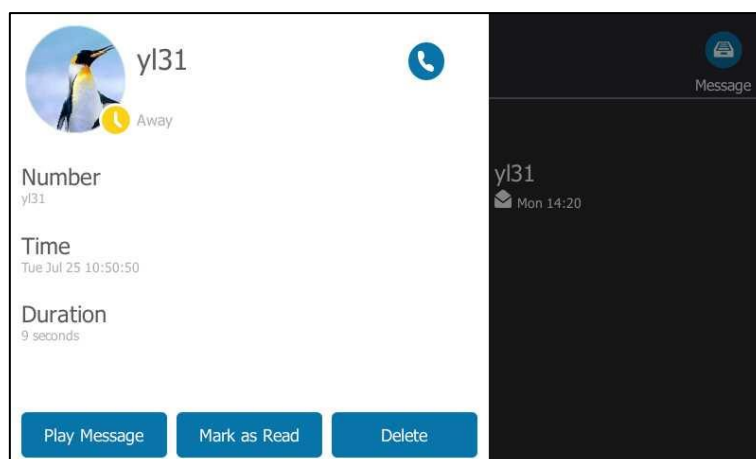 yl31
Away
Number
yl31
Time
Tue Jul 25 10:50:50
Duration
9 seconds
Play Message
Mark as Read
Delete
Message
yl31
Mon 14:20